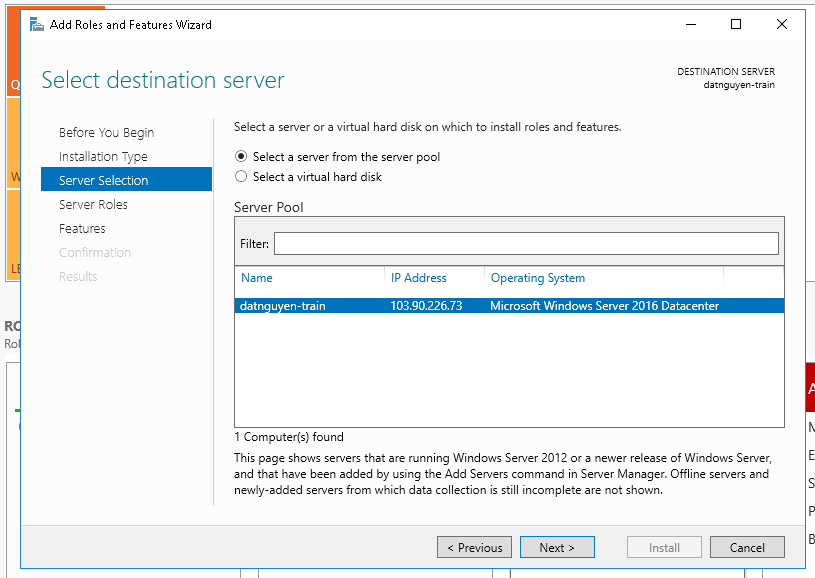 Add Roles and Features Wizard
Select destination server
DESTINATION SERVER
datnguyen-train
Before You Begin
Installation Type
Server Selection
Server Roles
Features
Confirmation
Results
Select a server or a virtual hard disk on which to install roles and features.
Select a server from the server pool
Select a virtual hard disk
Server Pool
Filter:
Name IP Address Operating System
datnguyen-train 103.90.226.73 Microsoft Windows Server 2016 Datacenter
1 Computer(s) found
This page shows servers that are running Windows Server 2012 or a newer release of Windows Server,
and that have been added by using the Add Servers command in Server Manager. Offline servers and
newly-added servers from which data collection is still incomplete are not shown.
< Previous Next > Install Cancel